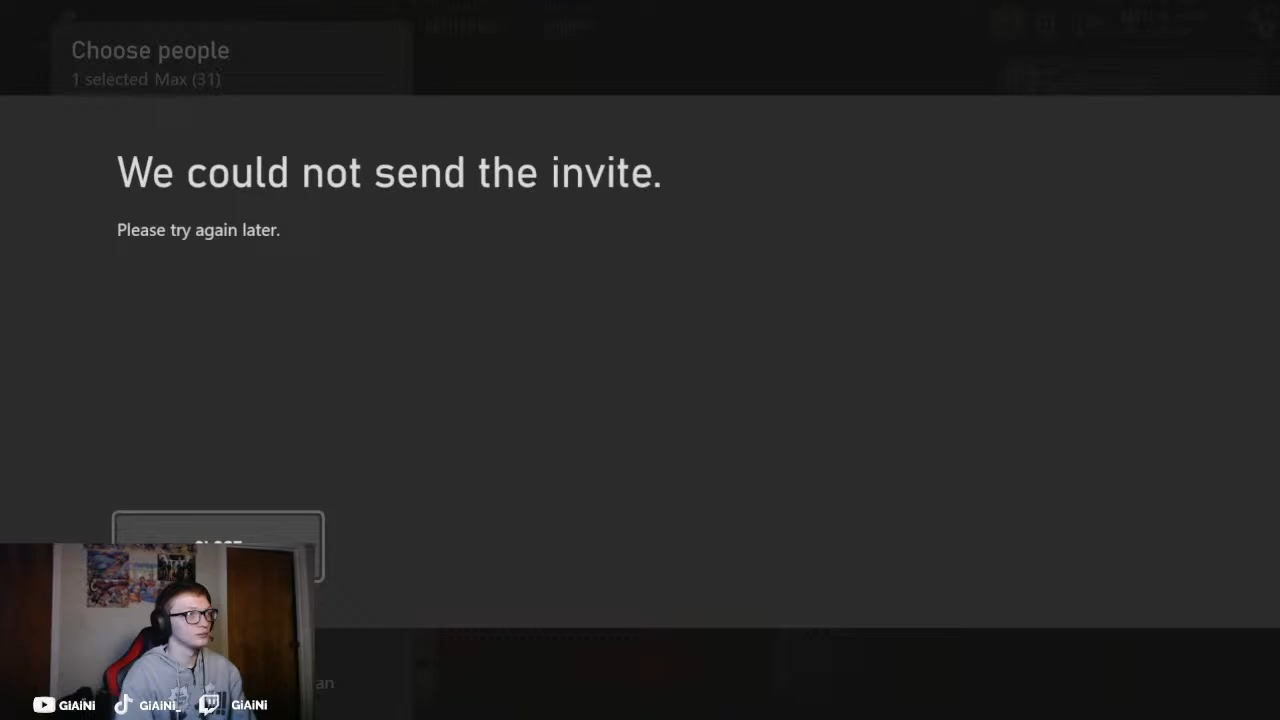 Choose people
1 selected Max (31)
We could not send the invite.
Please try again later.
an
GiAiNi
GiAiNi_
GiAiNi